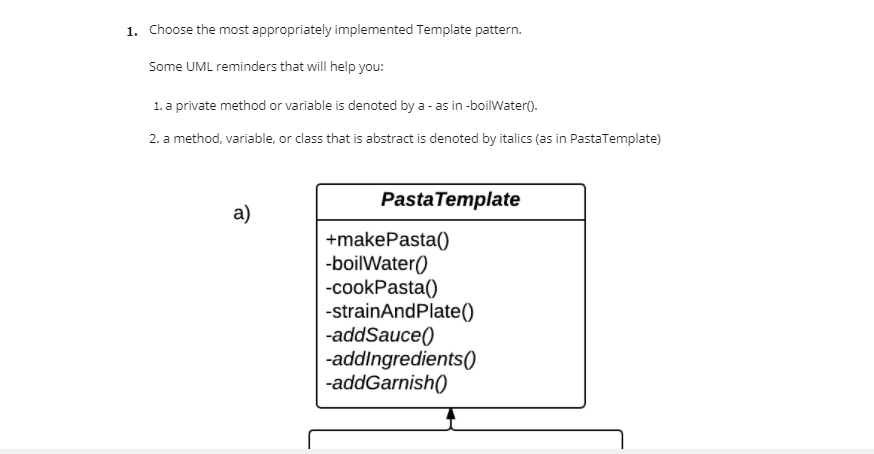 1. Choose the most appropriately implemented Template pattern.
Some UML reminders that will help you:
1. a private method or variable is denoted by a - as in -boilWater().
2. a method, variable, or class that is abstract is denoted by italics (as in PastaTemplate)
a)
PastaTemplate
+makePasta()
-boilWater()
-cookPasta()
-strainAndPlate()
-addSauce()
-addIngredients()
-addGarnish()